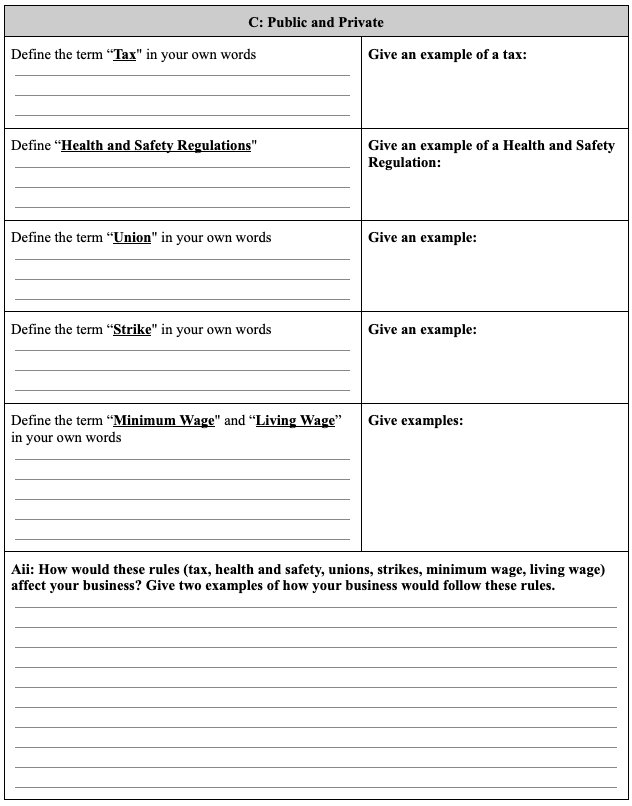 C: Public and Private
Define the term “Tax" in your own words
Give an example of a tax:
Define “Health and Safety Regulations"
Give an example of a Health and Safety
Regulation:
Define the term “Union" in your own words
Give an example:
Define the term “Strike" in your own words
Give an example:
Define the term “Minimum Wage" and “Living Wage”
in your own words
Give examples:
Aii: How would these rules (tax, health and safety, unions, strikes, minimum wage, living wage)
affect your business? Give two examples of how your business would follow these rules.